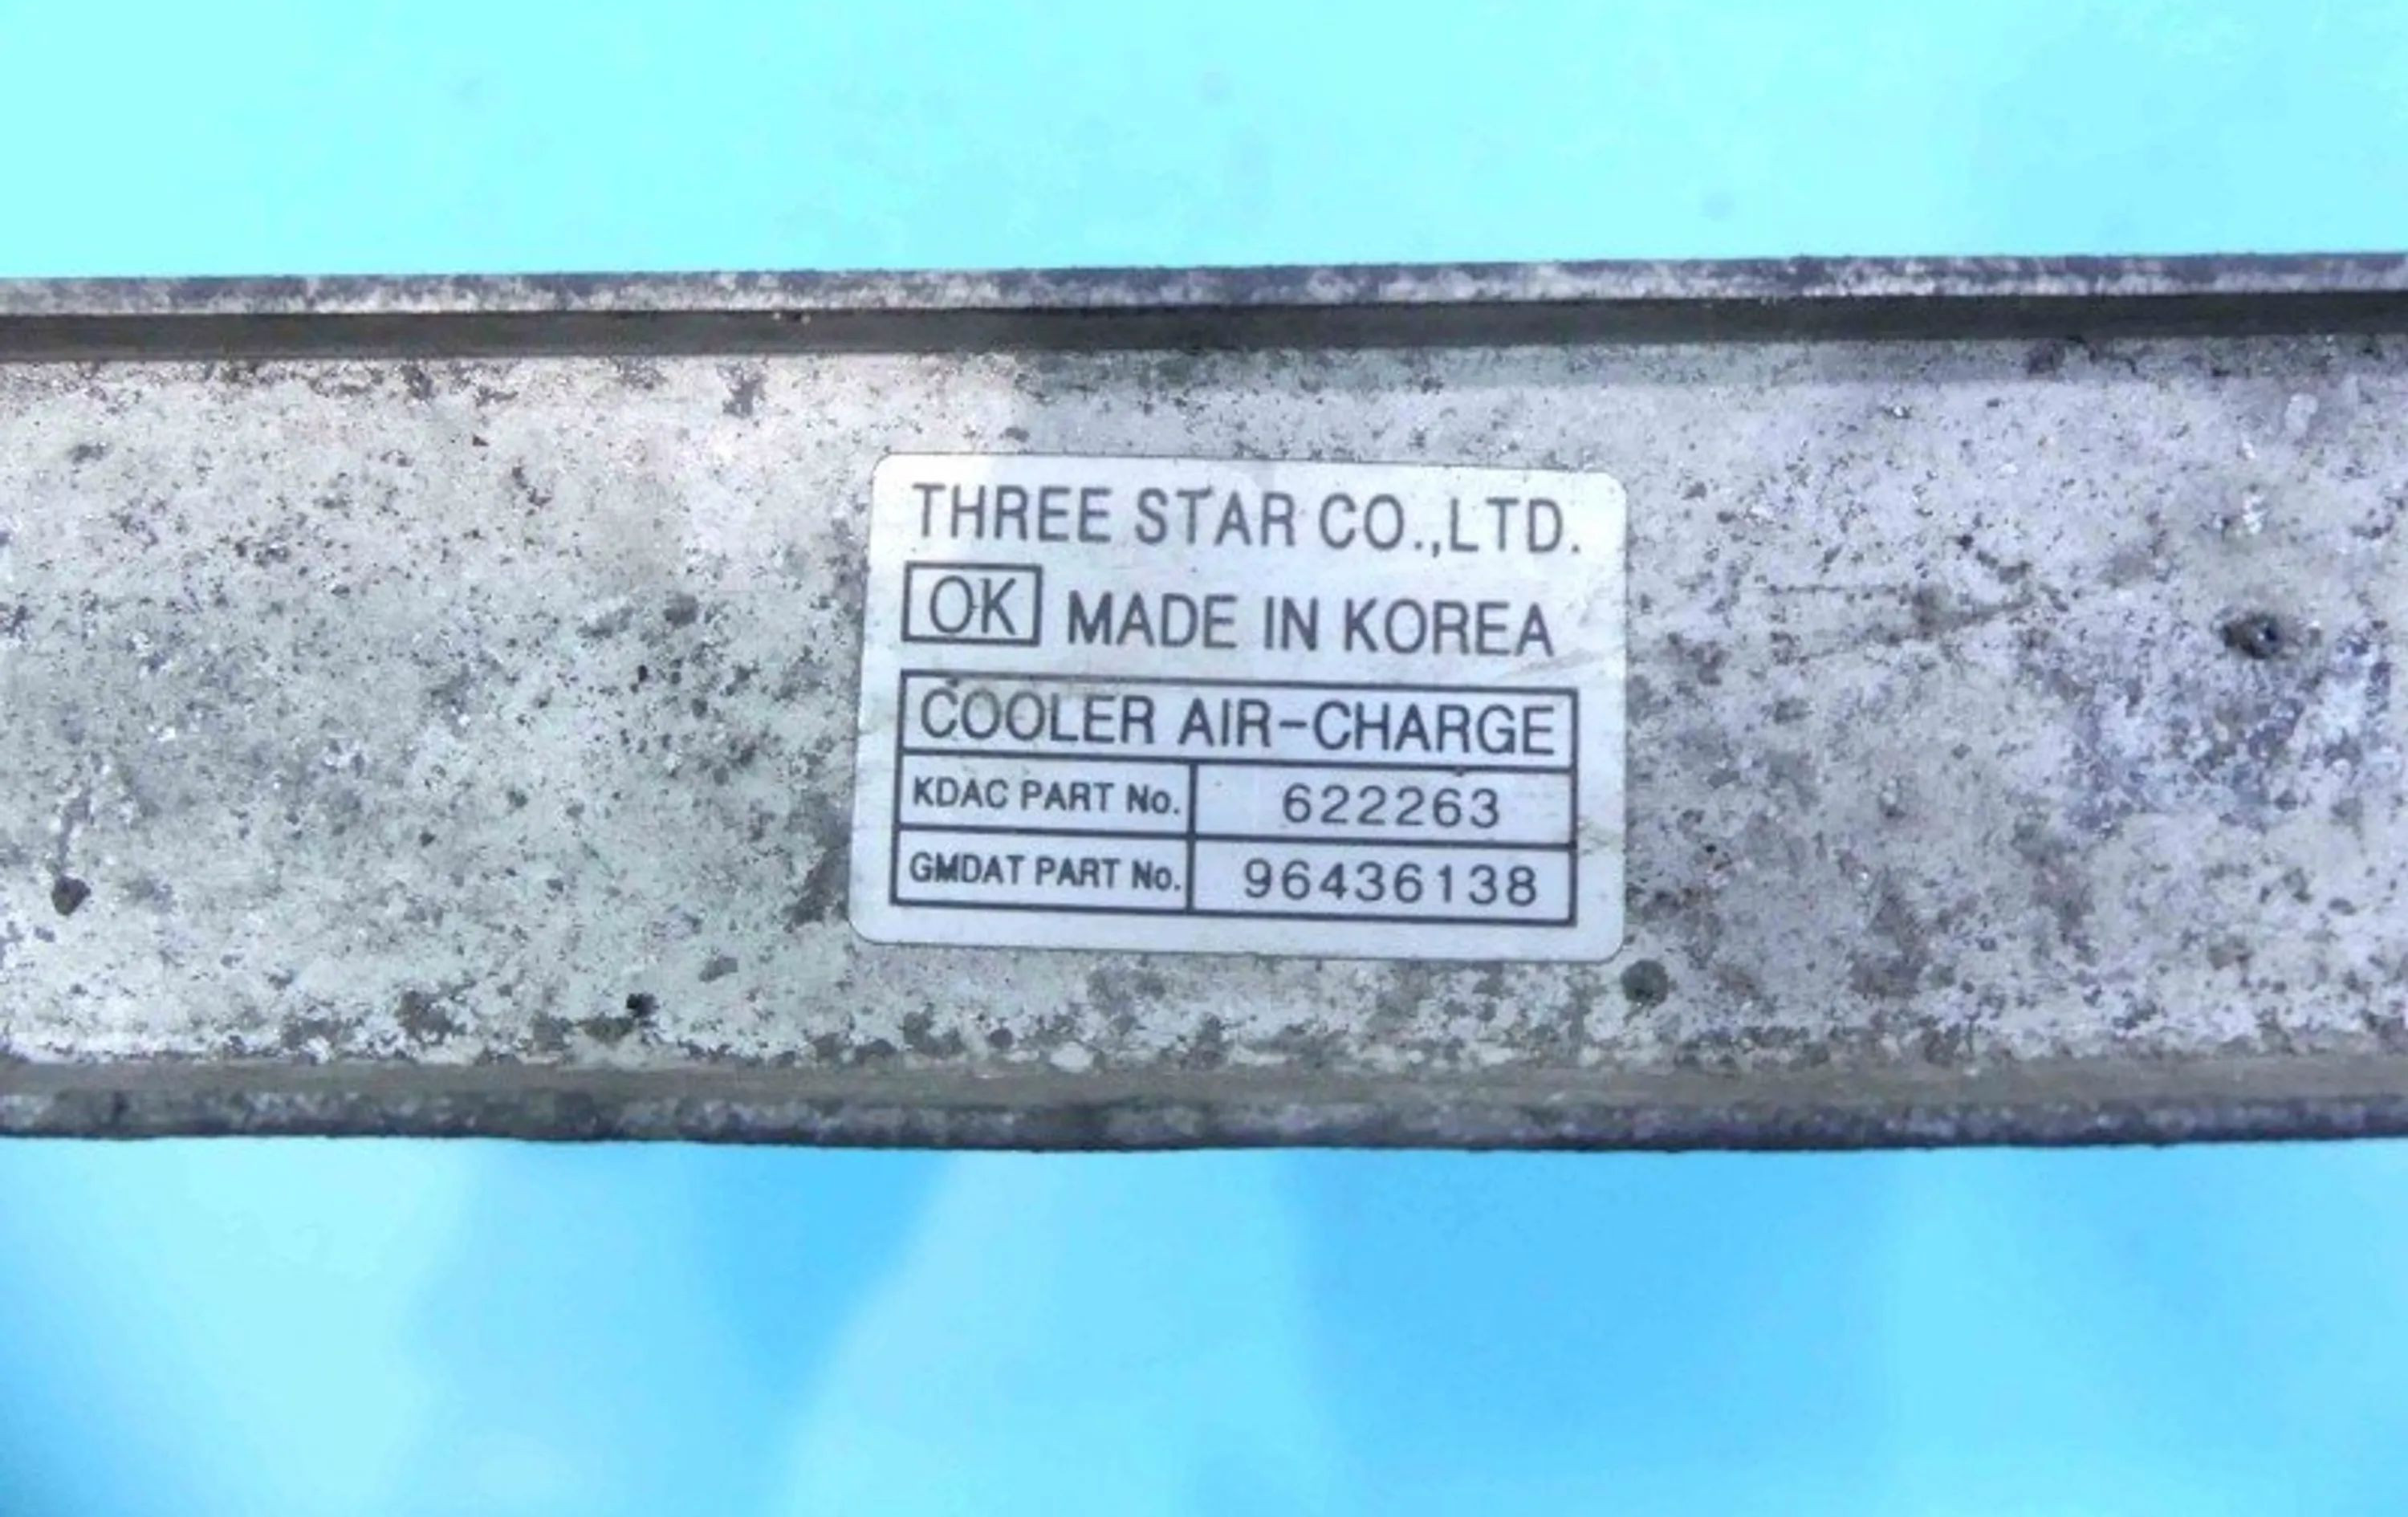 THREE STAR CO.,LTD.
OK MADE IN KOREA
COOLER AIR-CHARGE
KDAC PART No. 622263
GMDAT PART No. 96436138